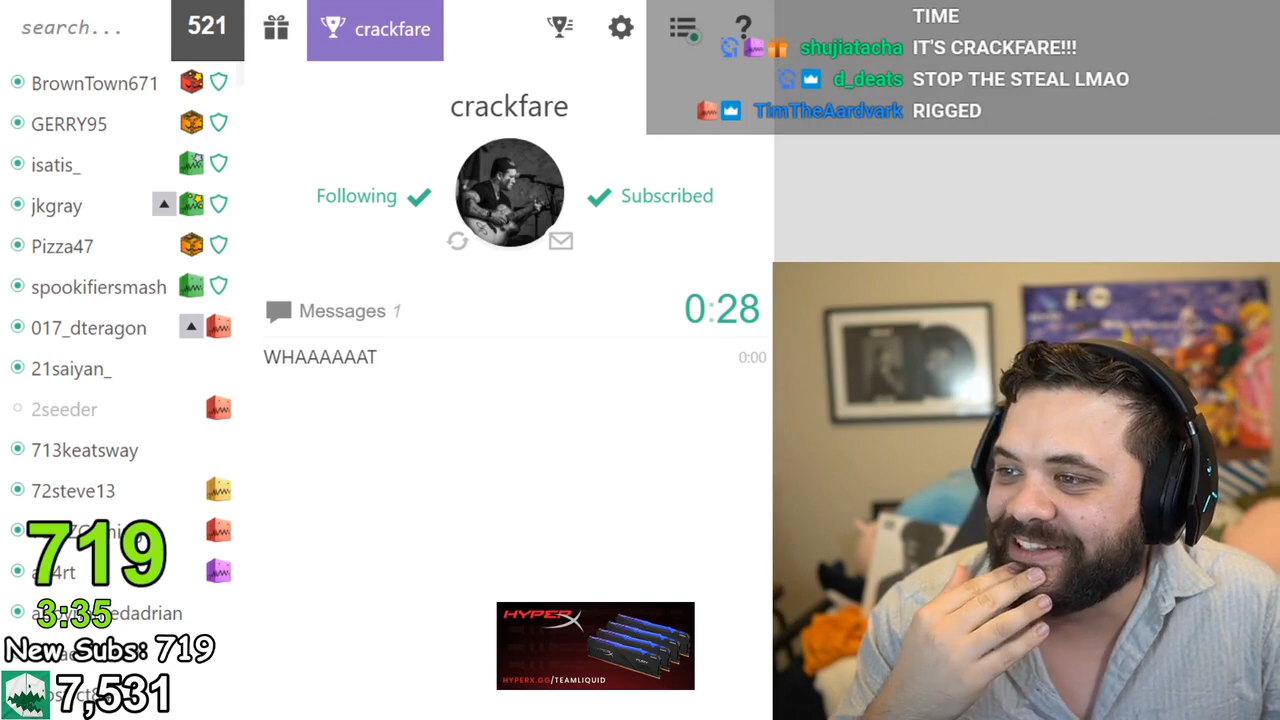 search...
521
crackfare
?
TIME
shujiatacha IT'S CRACKFARE!!!
d_deats STOP THE STEAL LMAO
TimTheAardvark RIGGED
BrownTown671
GERRY95
isatis_
jkgray
Pizza47
spookifiersmash
017_dteragon
21saiyan_
2seeder
713keatsway
72steve13
crackfare
Following
Subscribed
Messages 1
0:28
WHAAAAAAT
0:00
719
3:35
New Subs: 719
7,531
HYPERX
FURY
HYPERX.GG/TEAMLIQUID